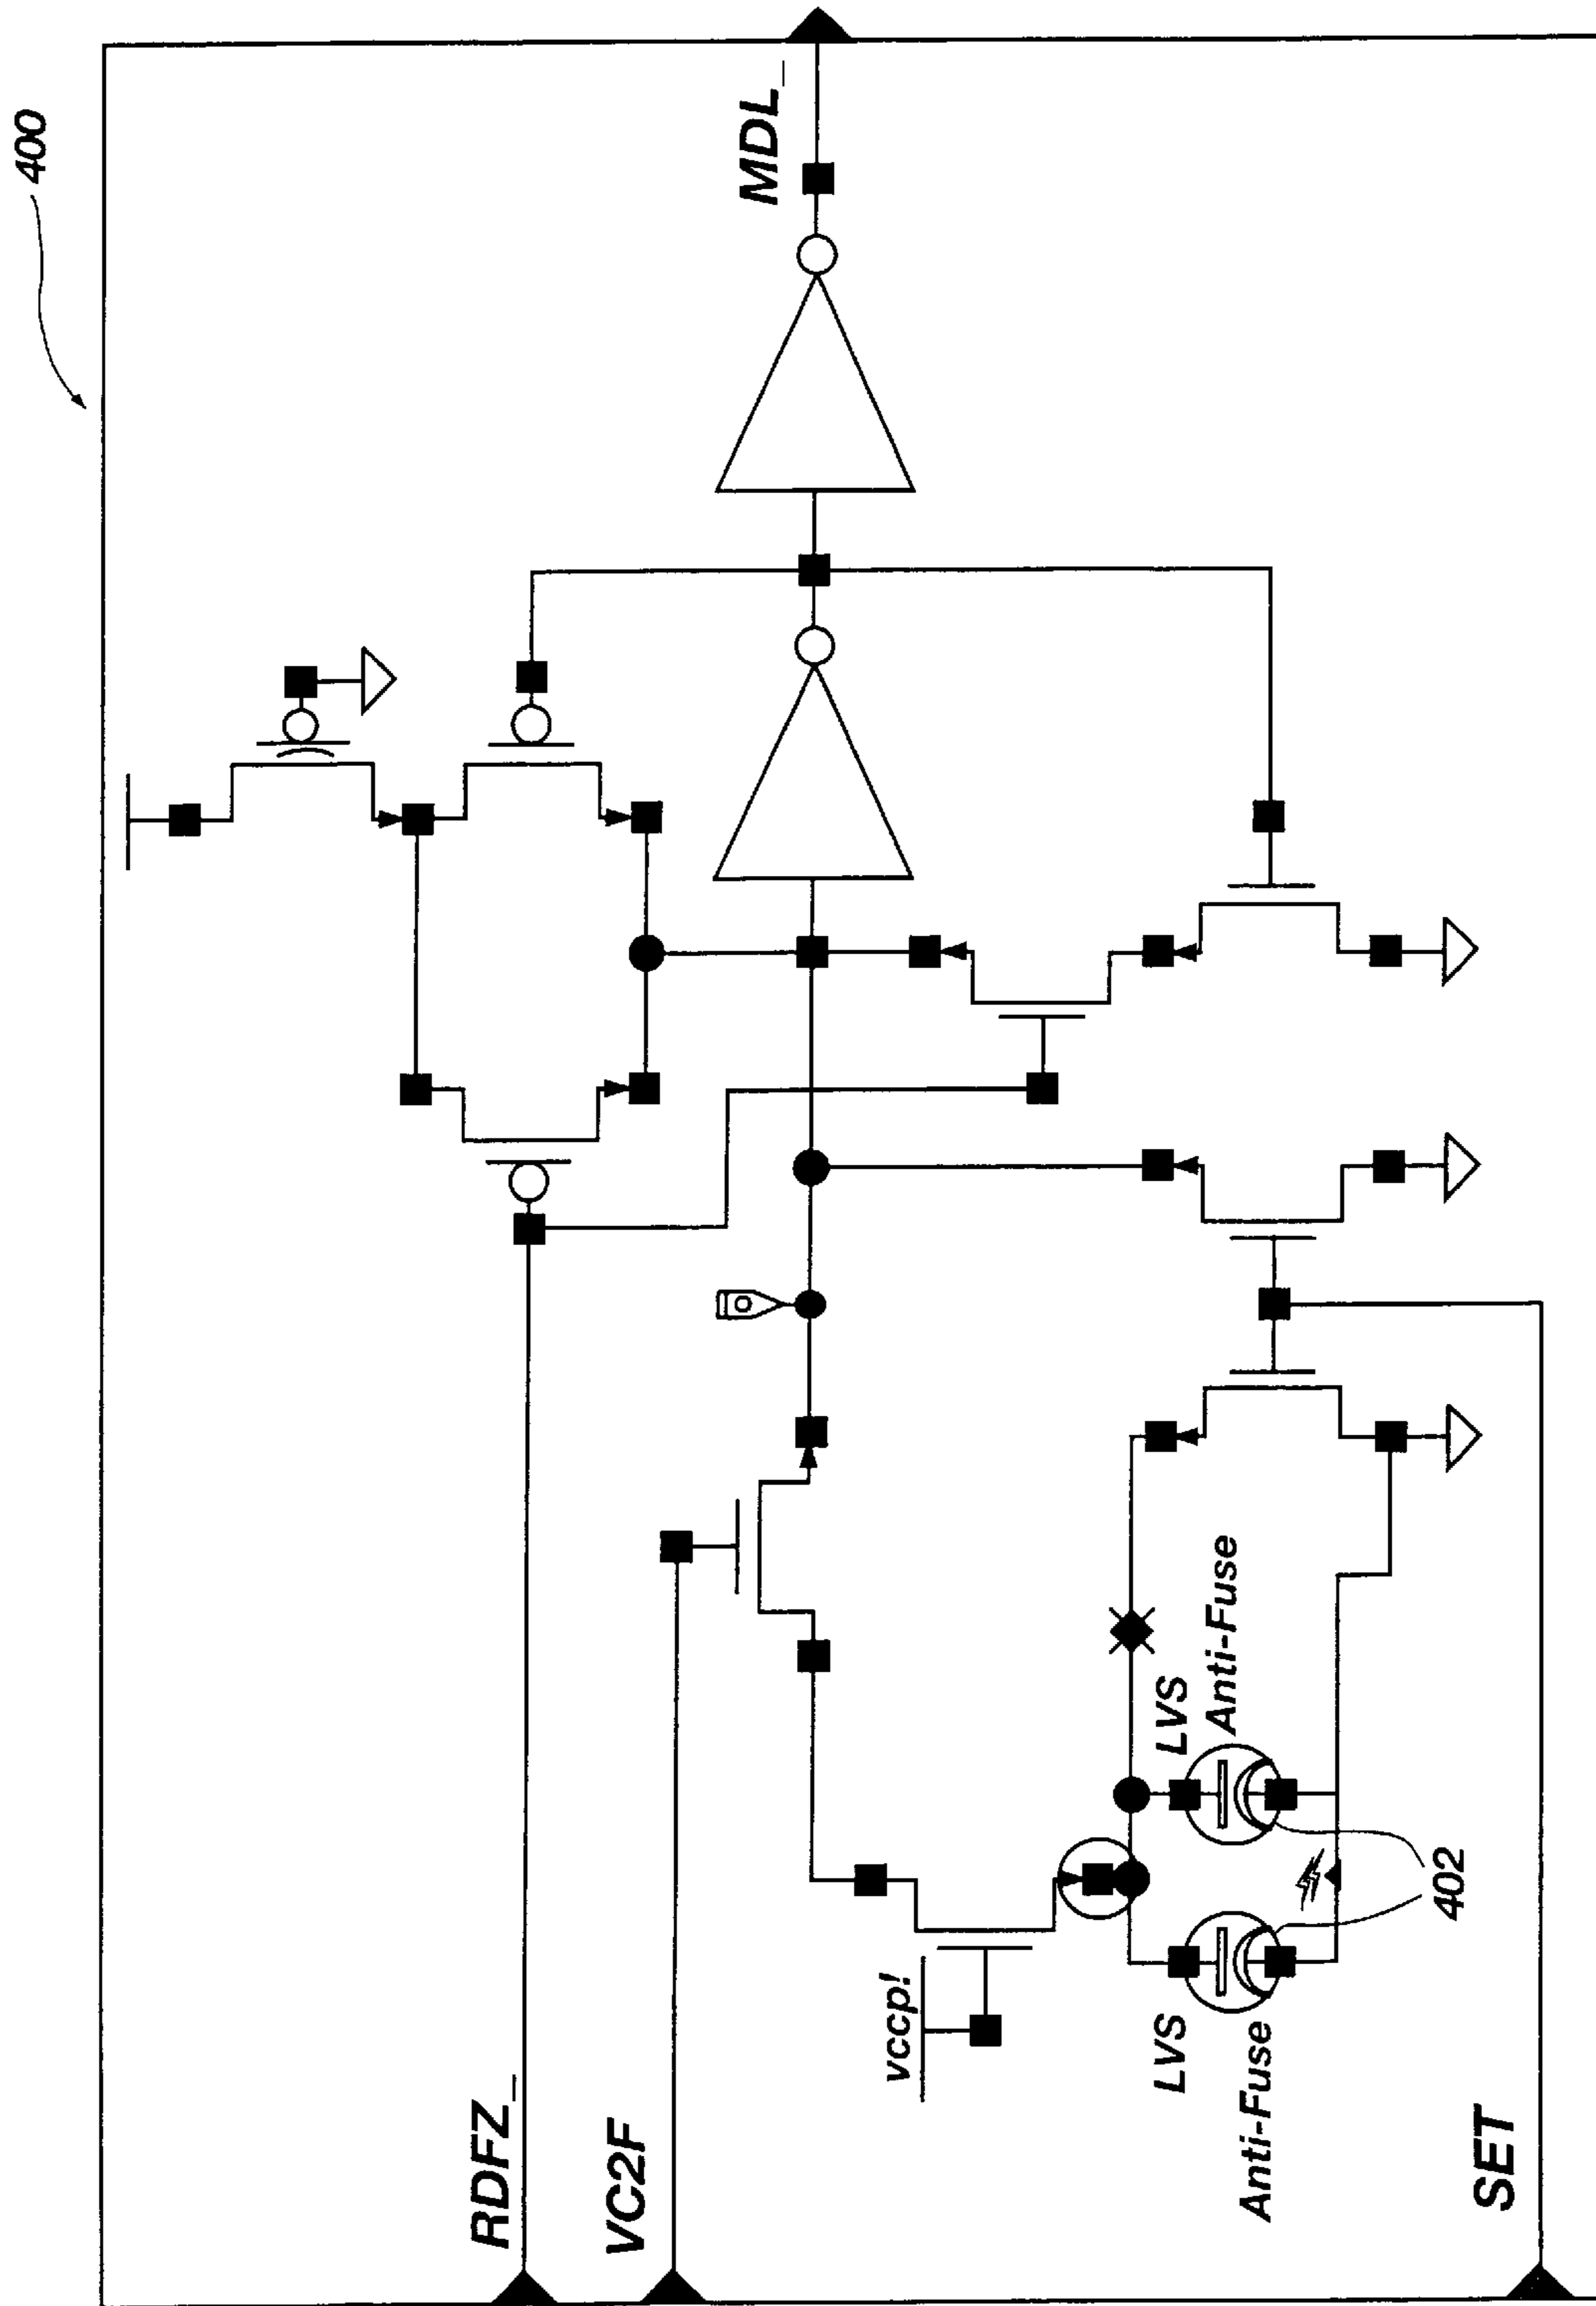 400
MDL_
RDFZ_
VC2F
vccp!
LVS
Anti-Fuse
LVS
Anti-Fuse
402
SET